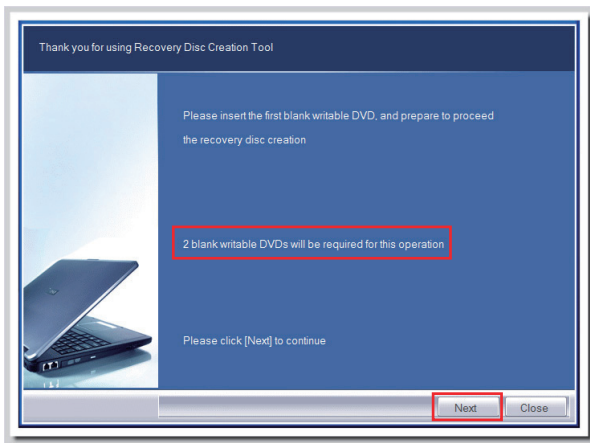 Thank you for using Recovery Disc Creation Tool
Please insert the first blank writable DVD, and prepare to proceed
the recovery disc creation
2 blank writable DVDs will be required for this operation
Please click [Next] to continue
Next
Close